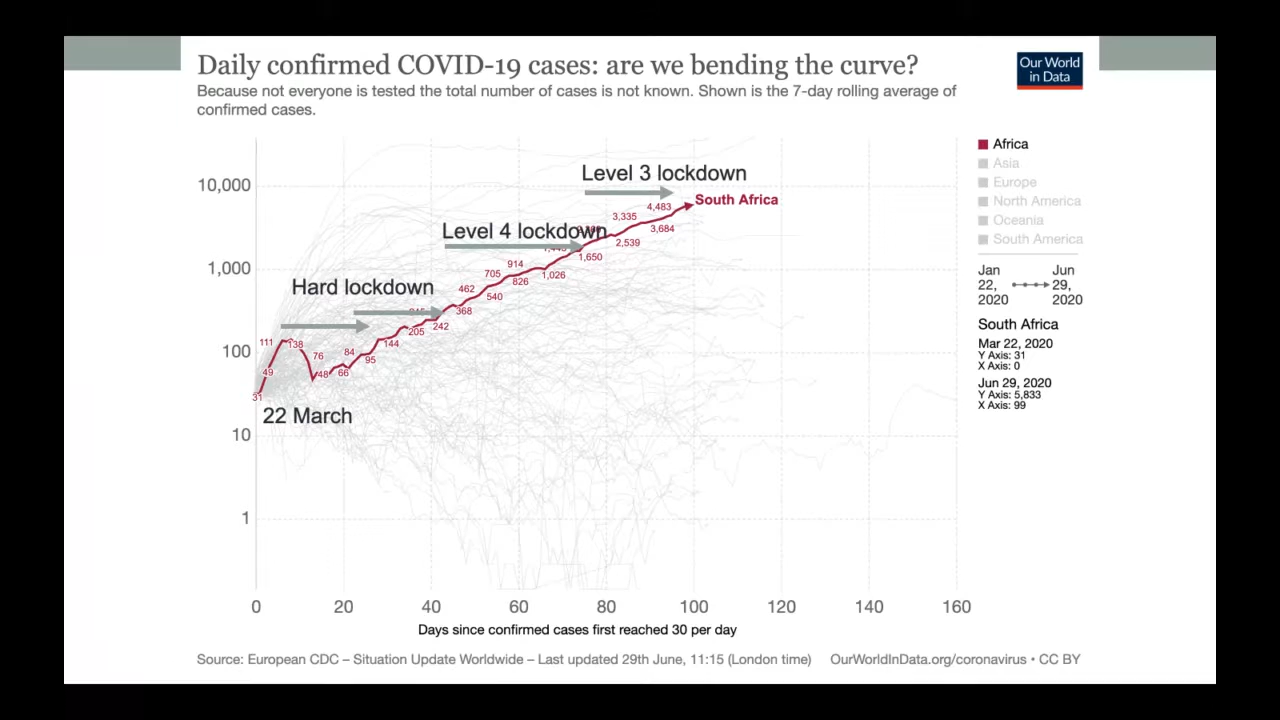 Daily confirmed COVID-19 cases: are we bending the curve?
Because not everyone is tested the total number of cases is not known. Shown is the 7-day rolling average of
confirmed cases.
Our World
in Data
10,000
1,000
100
10
1
Level 3 lockdown
South Africa
Level 4 lockdown
Hard lockdown
22 March
31
49
111
138
76
48
66
84
95
144
205
242
368
462
540
705
826
914
1,026
1,650
2,539
3,335
3,684
4,483
Africa
Asia
Europe
North America
Oceania
South America
Jan
22,
2020
Jun
29,
2020
South Africa
Mar 22, 2020
Y Axis: 31
X Axis: 0
Jun 29, 2020
Y Axis: 5,833
X Axis: 99
0 20 40 60 80 100 120 140 160
Days since confirmed cases first reached 30 per day
Source: European CDC – Situation Update Worldwide – Last updated 29th June, 11:15 (London time) OurWorldInData.org/coronavirus • CC BY